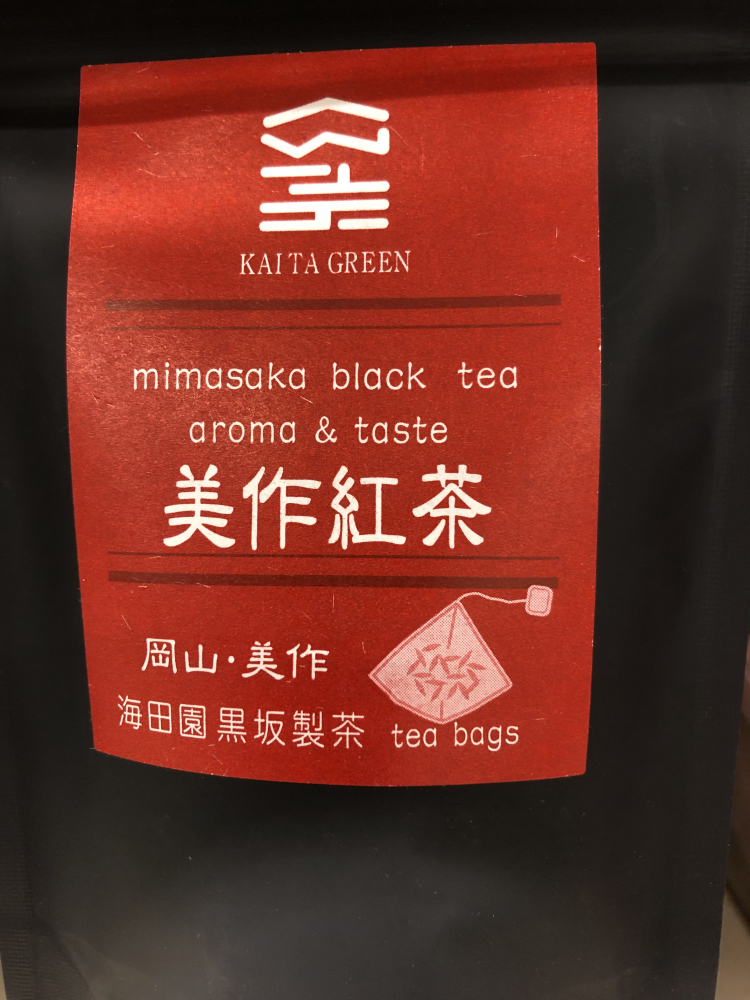 KAITA GREEN
mimasaka black tea
aroma & taste
美作紅茶
岡山・美作
海田園 黒坂製茶
tea bags